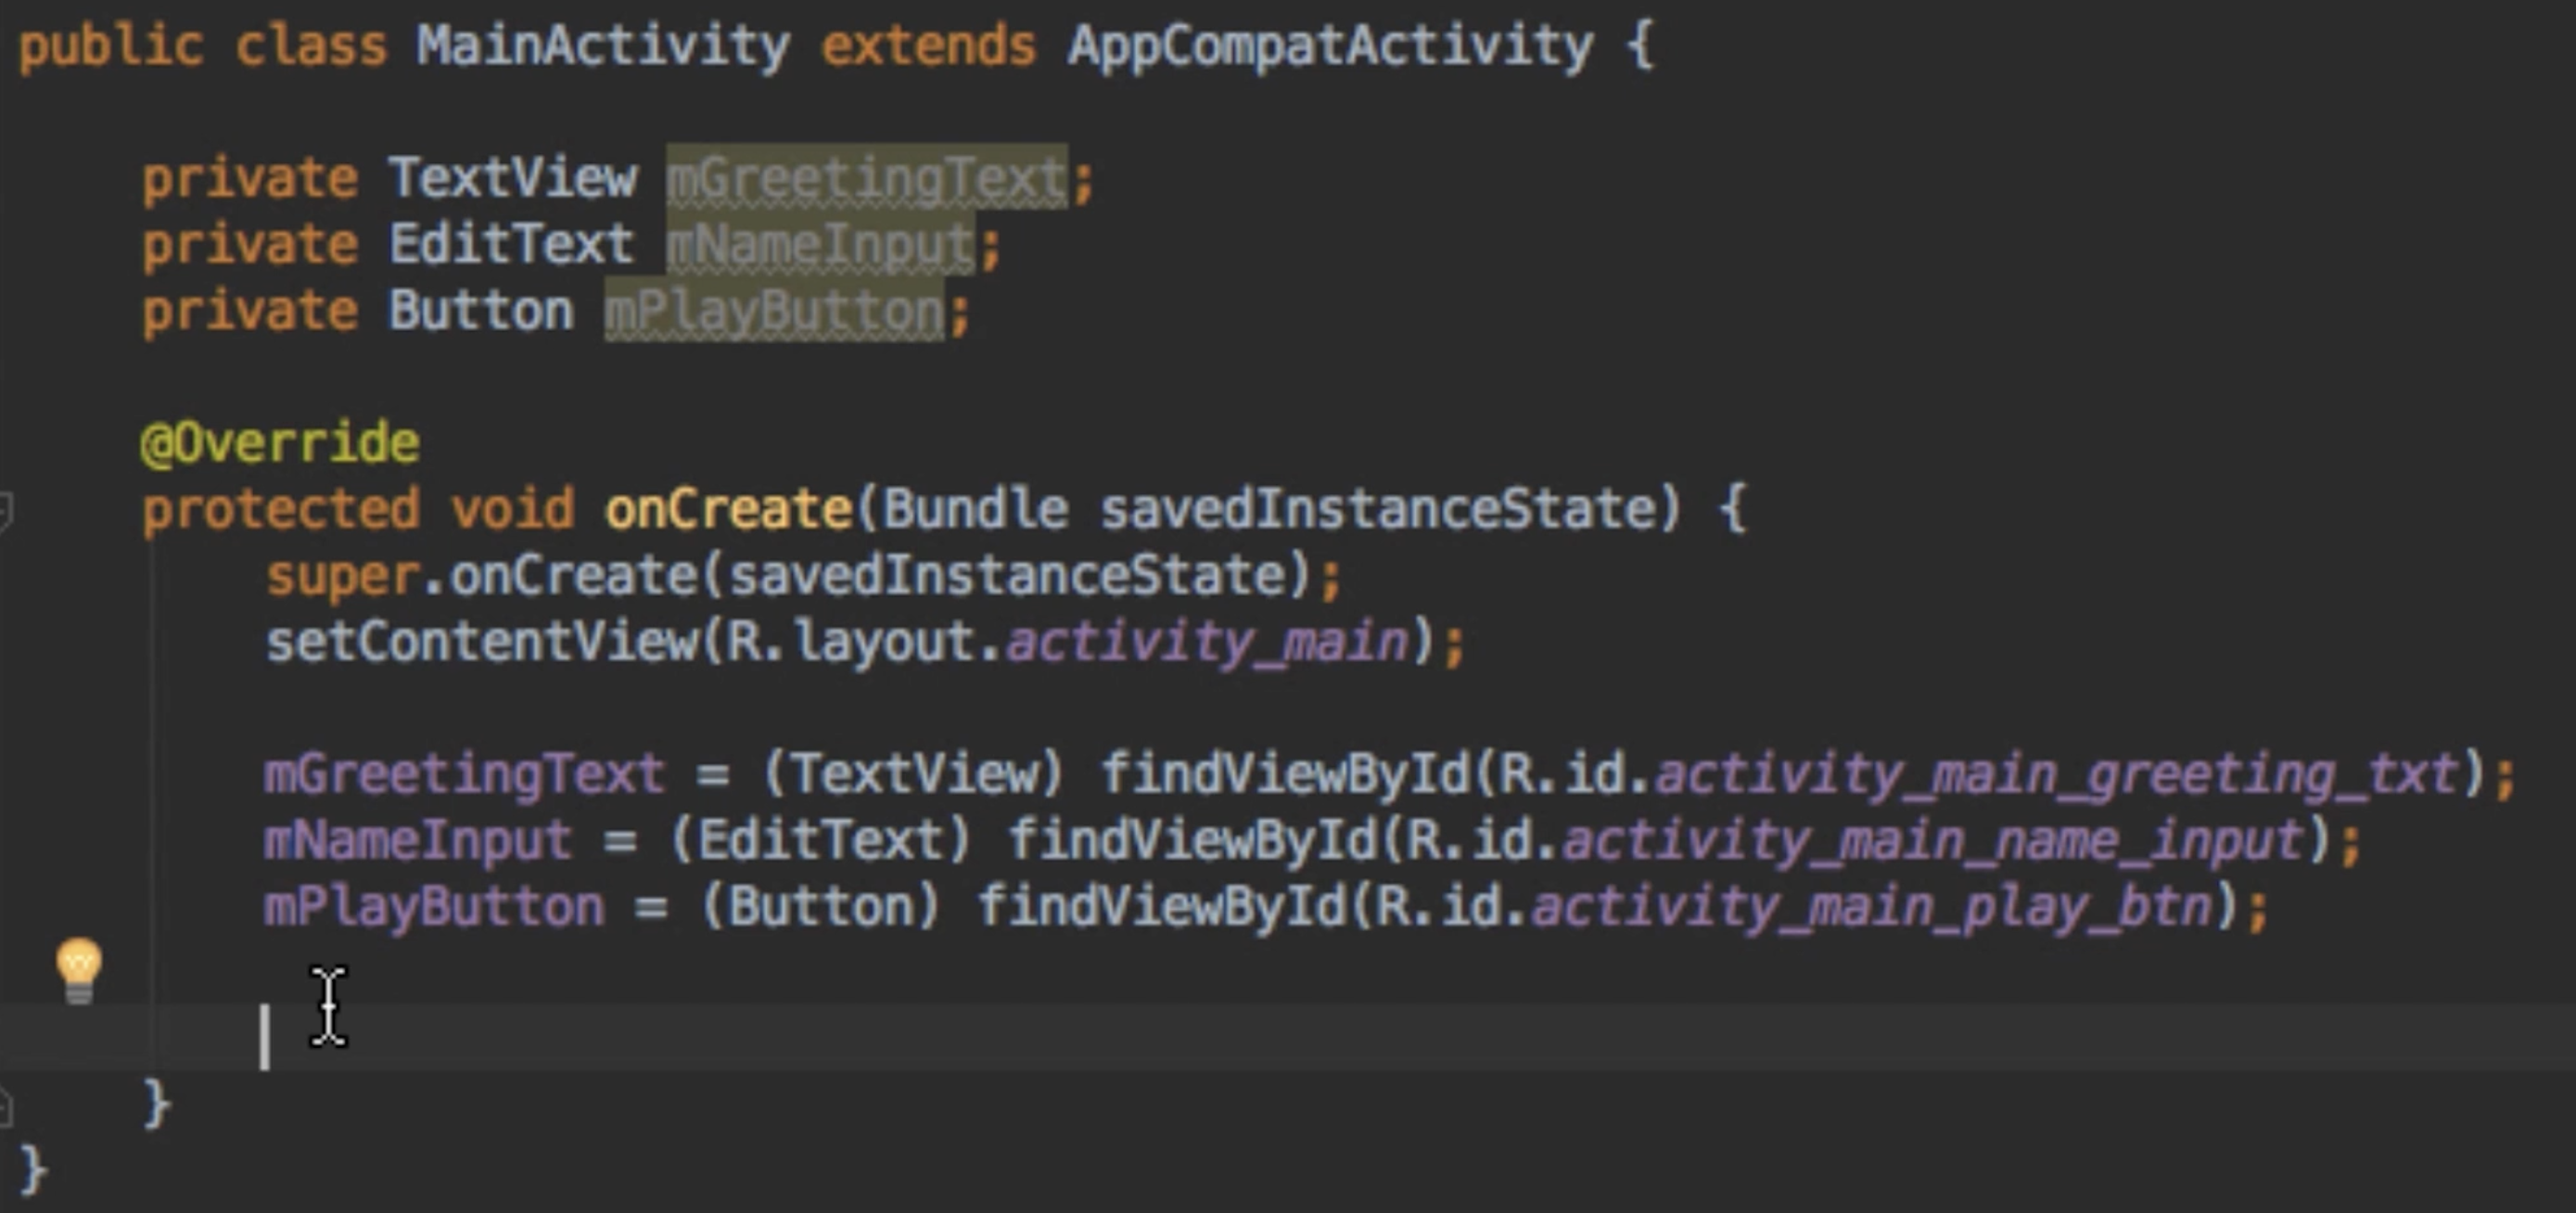 public class MainActivity extends AppCompatActivity {
private TextView mGreetingText;
private EditText mNameInput;
private Button mPlayButton;
@Override
protected void onCreate(Bundle savedInstanceState) {
super.onCreate(savedInstanceState);
setContentView(R.layout.activity_main);
mGreetingText = (TextView) findViewById(R.id.activity_main_greeting_txt);
mNameInput = (EditText) findViewById(R.id.activity_main_name_input);
mPlayButton = (Button) findViewById(R.id.activity_main_play_btn);
}
}